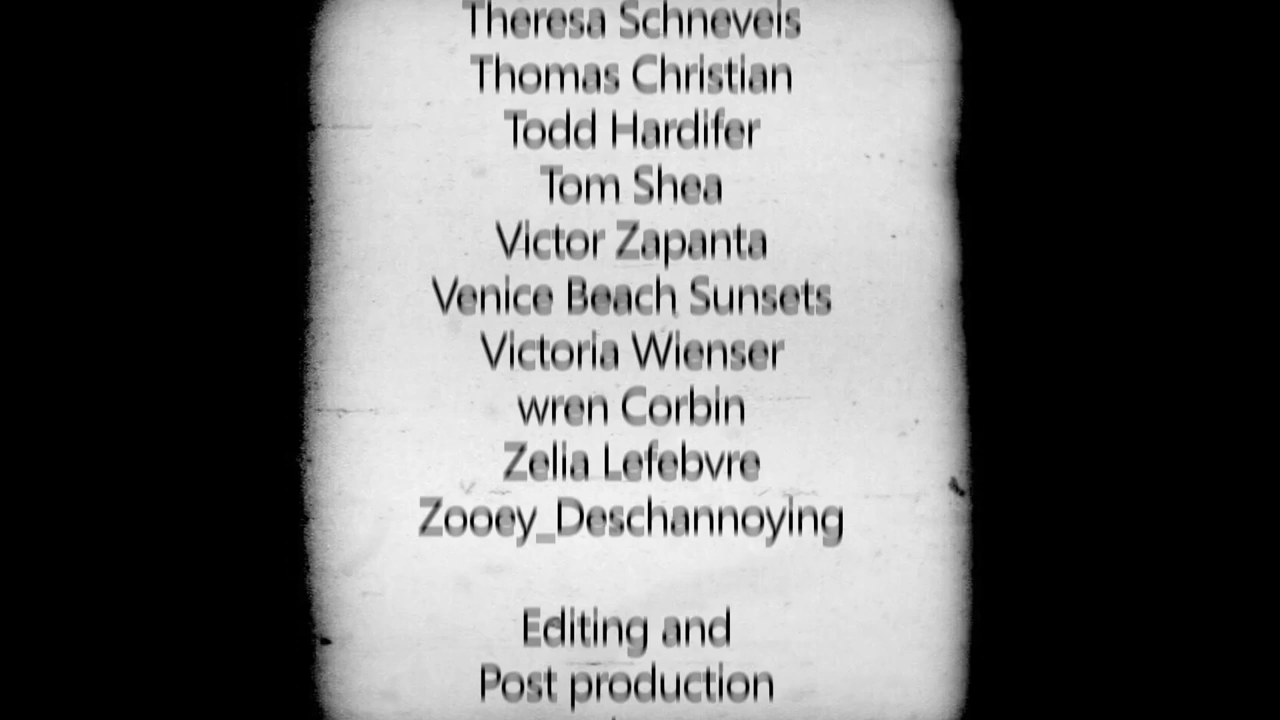 Theresa Schneveis
Thomas Christian
Todd Hardifer
Tom Shea
Victor Zapanta
Venice Beach Sunsets
Victoria Wienser
wren Corbin
Zelia Lefebvre
Zooey_Deschannoying
Editing and
Post production